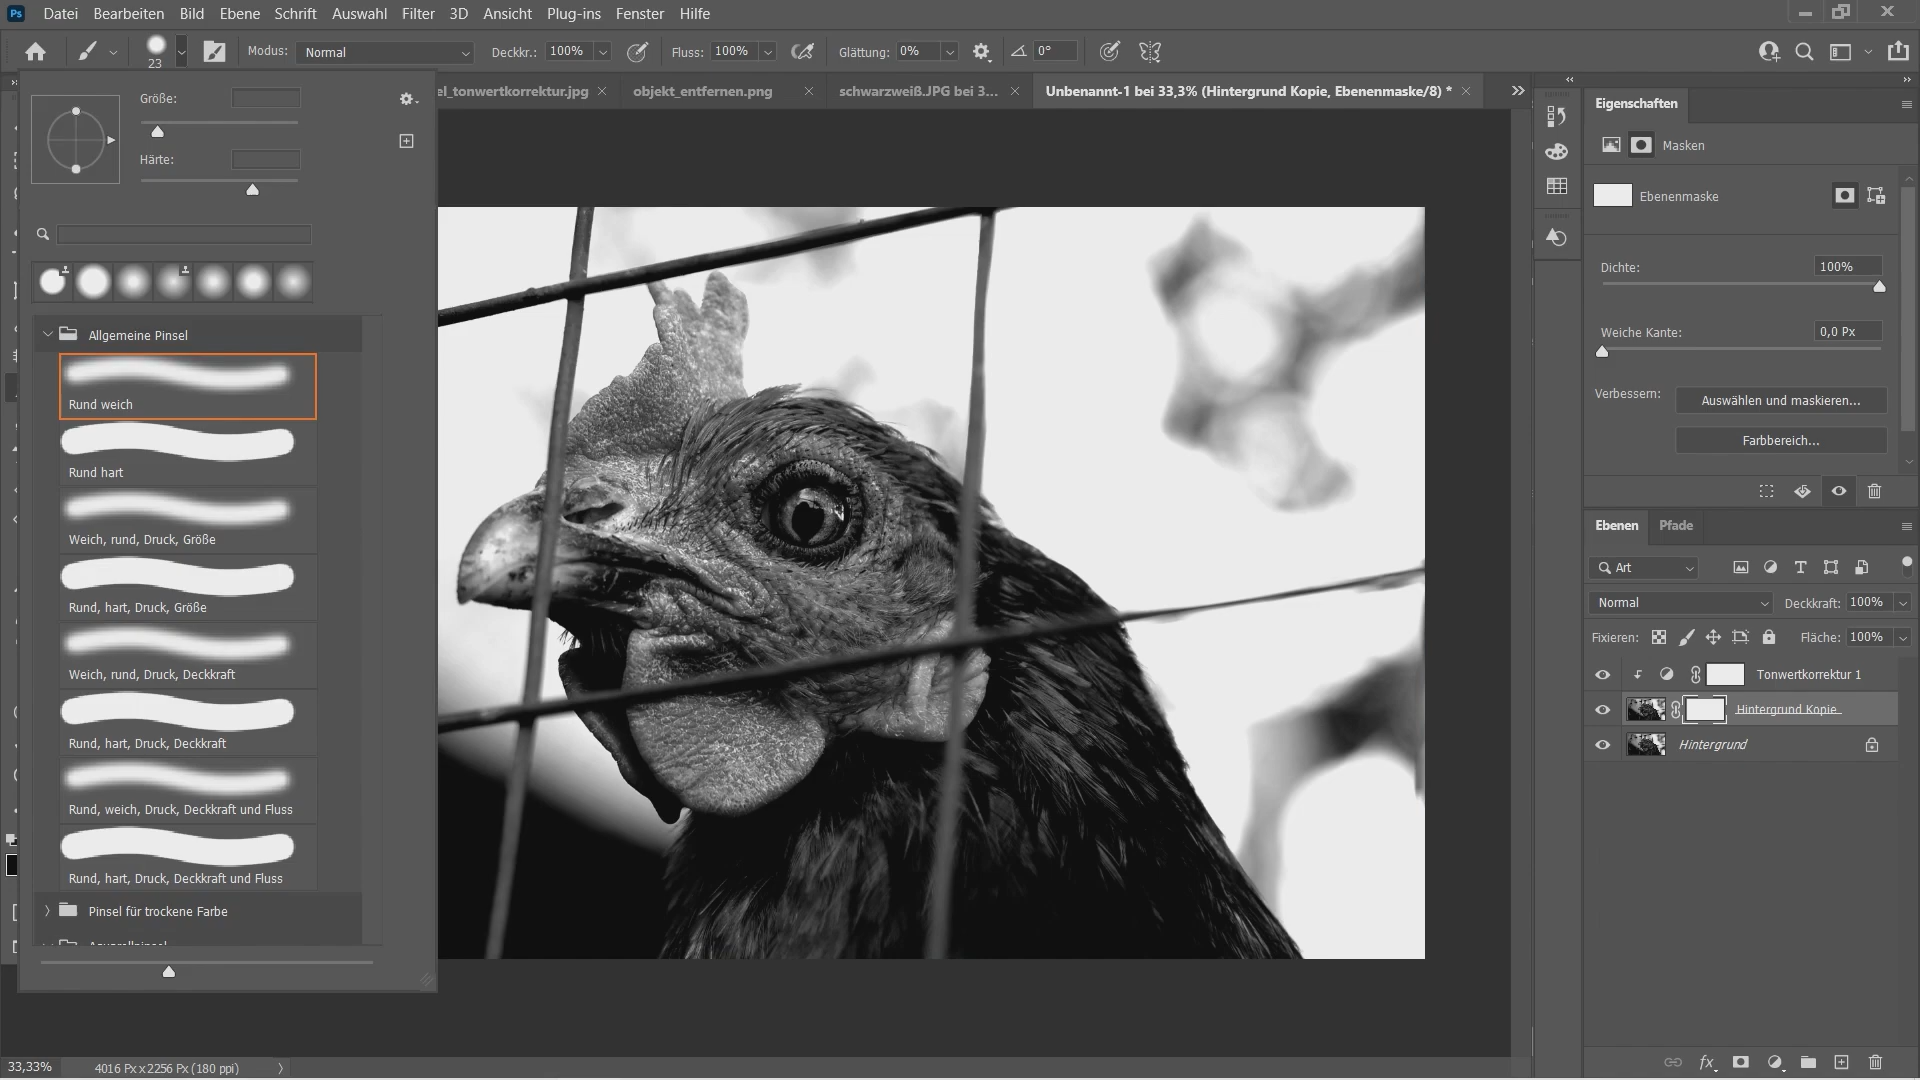 Ps Datei Bearbeiten Bild Ebene Schrift Auswahl Filter 3D Ansicht Plug-ins Fenster Hilfe
23 Modus: Normal Deckkr.: 100% Fluss: 100% Glättung: 0% 0°
el_tonwertkorrektur.jpg objekt_entfernen.png schwarzweiß.JPG bei 3... Unbenannt-1 bei 33,3% (Hintergrund Kopie, Ebenenmaske/8) *
Größe:
Härte:
Allgemeine Pinsel
Rund weich
Rund hart
Weich, rund, Druck, Größe
Rund, hart, Druck, Größe
Weich, rund, Druck, Deckkraft
Rund, hart, Druck, Deckkraft
Rund, weich, Druck, Deckkraft und Fluss
Rund, hart, Druck, Deckkraft und Fluss
Pinsel für trockene Farbe
Eigenschaften
Masken
Ebenenmaske
Dichte: 100%
Weiche Kante: 0,0 Px
Verbessern: Auswählen und maskieren...
Farbbereich...
Ebenen Pfade
Art
Normal Deckkraft: 100%
Fixieren: Fläche: 100%
Tonwertkorrektur 1
Hintergrund Kopie
Hintergrund
fx
33,33% 4016 Px x 2256 Px (180 ppi)